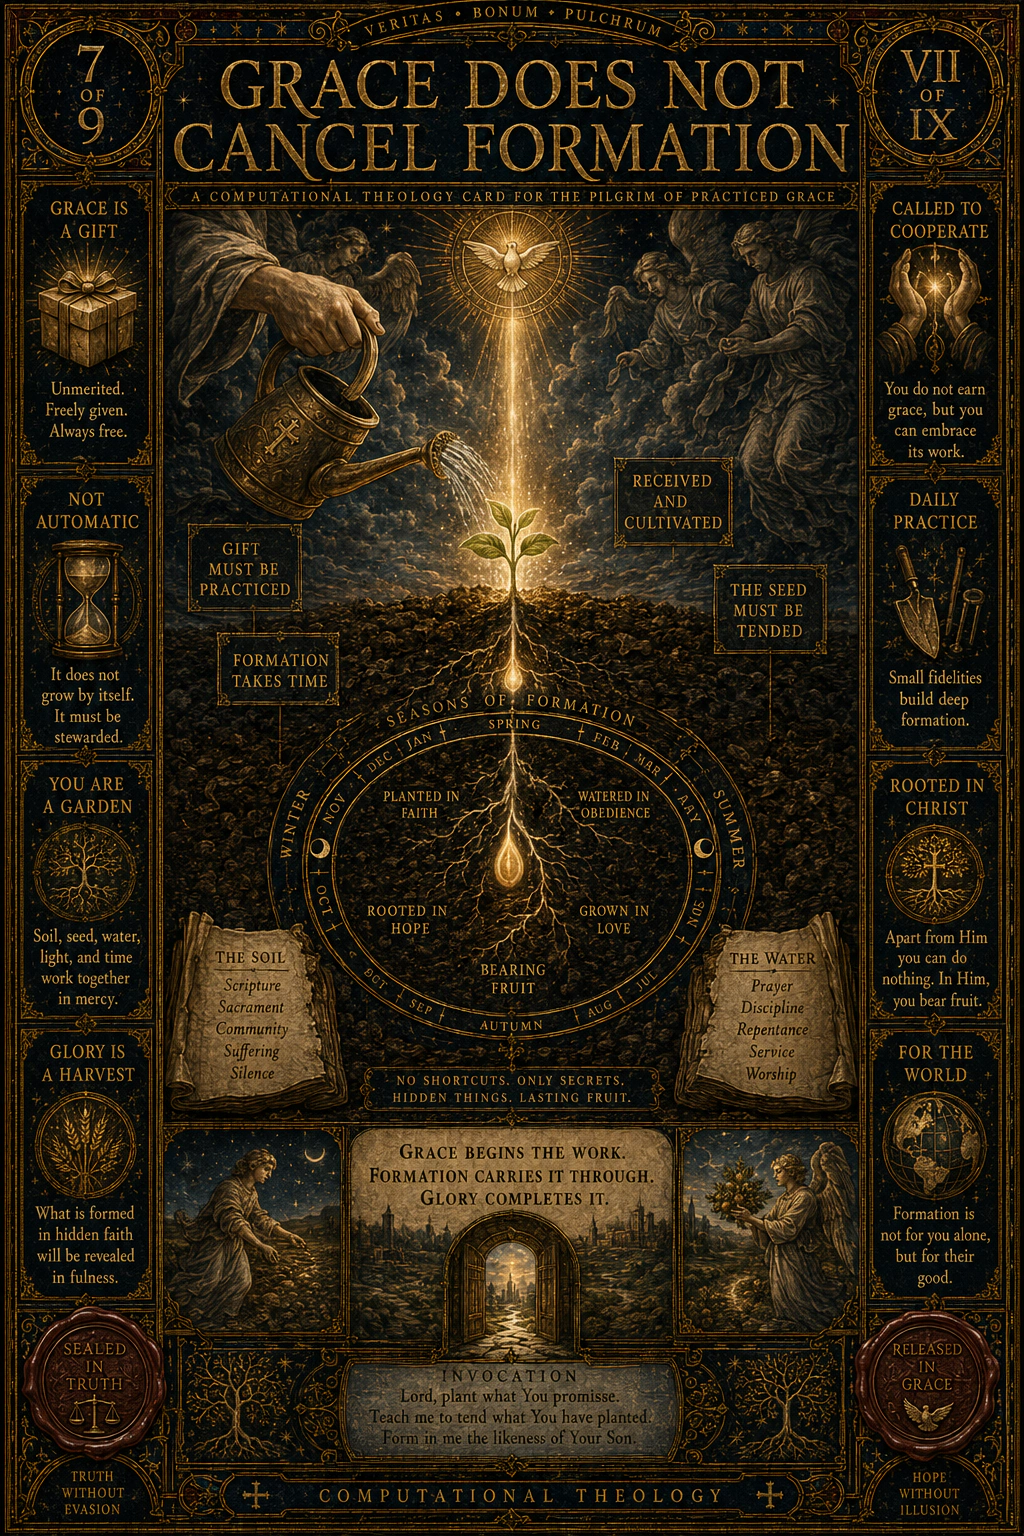 VERITAS • BONUM • PULCHRUM
7
OF
9
GRACE DOES NOT
CANCEL FORMATION
VII
OF
IX
A COMPUTATIONAL THEOLOGY CARD FOR THE PILGRIM OF PRACTICED GRACE
GRACE IS
A GIFT
Unmerited.
Freely given.
Always free.
NOT
AUTOMATIC
It does not
grow by itself.
It must be
stewarded.
YOU ARE
A GARDEN
Soil, seed, water,
light, and time
work together
in mercy.
GLORY IS
A HARVEST
What is formed
in hidden faith
will be revealed
in fulness.
CALLED TO
COOPERATE
You do not earn
grace, but you
can embrace
its work.
DAILY
PRACTICE
Small fidelities
build deep
formation.
ROOTED IN
CHRIST
Apart from Him
you can do
nothing. In Him,
you bear fruit.
FOR THE
WORLD
Formation is
not for you alone,
but for their
good.
GIFT
MUST BE
PRACTICED
FORMATION
TAKES TIME
RECEIVED
AND
CULTIVATED
THE SEED
MUST BE
TENDED
SEASONS OF FORMATION
SPRING
SUMMER
AUTUMN
WINTER
JAN
FEB
MAR
AAY
JUL
AUG
SEP
OCT
OCT
NOV
DEC
PLANTED IN
FAITH
WATERED IN
OBEDIENCE
ROOTED IN
HOPE
GROWN IN
LOVE
BEARING
FRUIT
THE SOIL
Scripture
Sacrament
Community
Suffering
Silence
THE WATER
Prayer
Discipline
Repentance
Service
Worship
NO SHORTCUTS. ONLY SECRETS.
HIDDEN THINGS. LASTING FRUIT.
GRACE BEGINS THE WORK.
FORMATION CARRIES IT THROUGH.
GLORY COMPLETES IT.
INVOCATION
Lord, plant what You promisse.
Teach me to tend what You have planted.
Form in me the likeness of Your Son.
SEALED
IN
TRUTH
RELEASED
IN
GRACE
TRUTH
WITHOUT
EVASION
COMPUTATIONAL THEOLOGY
HOPE
WITHOUT
ILLUSION